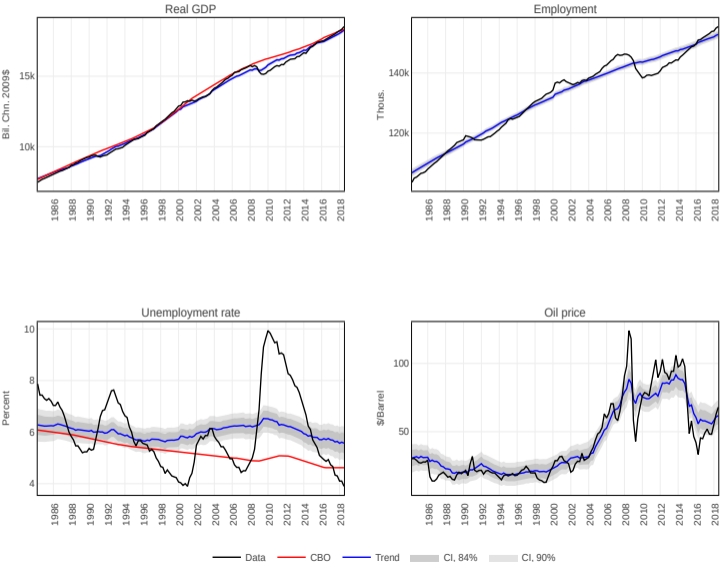 Real GDP
Employment
Bil. Chn. 2009$
15k
10k
1986 1988 1990 1992 1994 1996 1998 2000 2002 2004 2006 2008 2010 2012 2014 2016 2018
Thous.
140k
120k
1986 1988 1990 1992 1994 1996 1998 2000 2002 2004 2006 2008 2010 2012 2014 2016 2018
Unemployment rate
Oil price
Percent
10
8
6
4
1986 1988 1990 1992 1994 1996 1998 2000 2002 2004 2006 2008 2010 2012 2014 2016 2018
$/Barrel
100
50
1986 1988 1990 1992 1994 1996 1998 2000 2002 2004 2006 2008 2010 2012 2014 2016 2018
Data CBO Trend CI, 84% CI, 90%